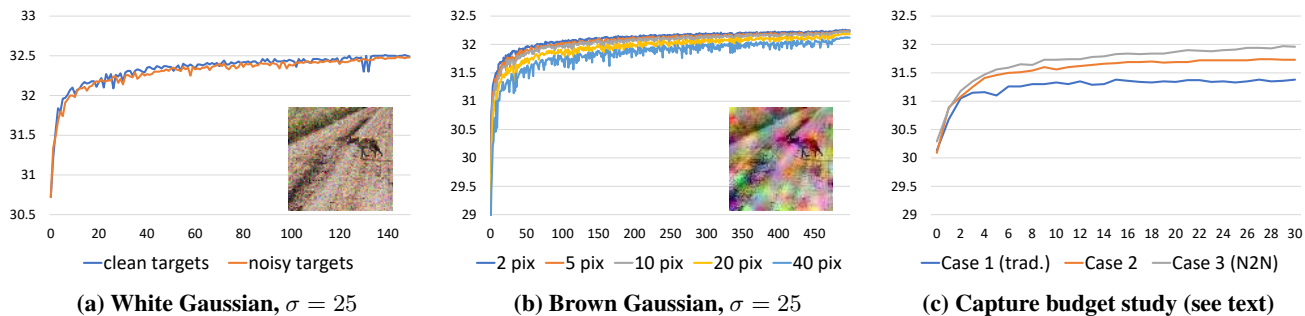 33
32.5
32
31.5
31
30.5
0 20 40 60 80 100 120 140
clean targets noisy targets
(a) White Gaussian, σ = 25
32.5
32
31.5
31
30.5
30
29.5
29
0 50 100 150 200 250 300 350 400 450
2 pix 5 pix 10 pix 20 pix 40 pix
(b) Brown Gaussian, σ = 25
32.5
32
31.5
31
30.5
30
29.5
29
0 2 4 6 8 10 12 14 16 18 20 22 24 26 28 30
Case 1 (trad.) Case 2 Case 3 (N2N)
(c) Capture budget study (see text)